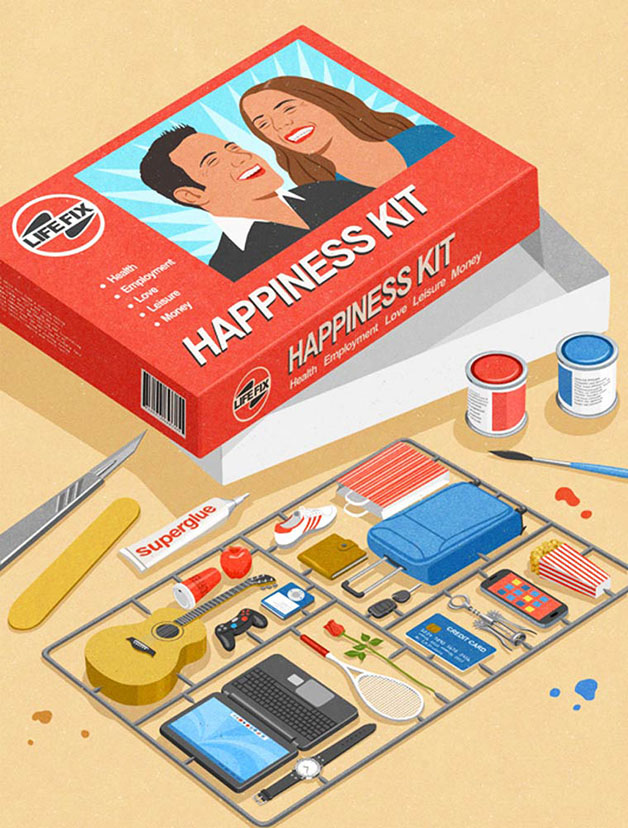 LIFE FIX
• Health
• Employment
• Love
• Leisure
• Money
HAPPINESS KIT
HAPPINESS KIT
Health Employment Love Leisure Money
LIFE FIX
Superglue
CREDIT CARD